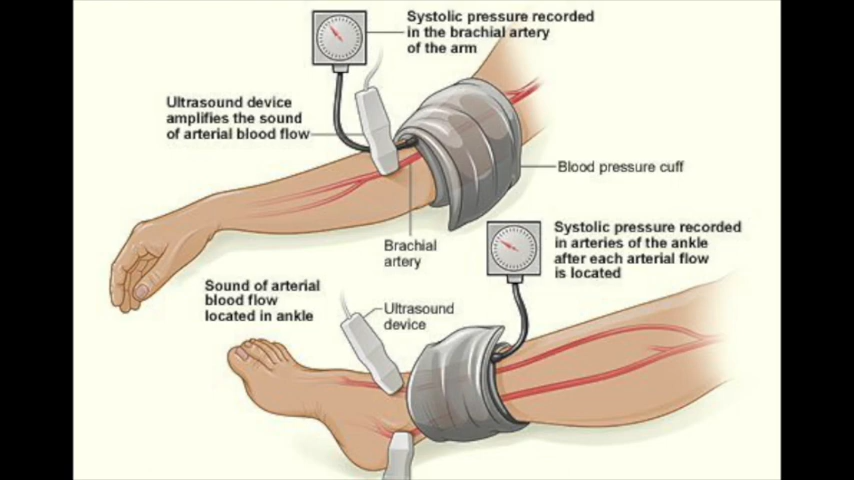 Systolic pressure recorded
in the brachial artery
of the arm
Ultrasound device
amplifies the sound
of arterial blood flow
Blood pressure cuff
Brachial
artery
Systolic pressure recorded
in arteries of the ankle
after each arterial flow
is located
Sound of arterial
blood flow
located in ankle
Ultrasound
device